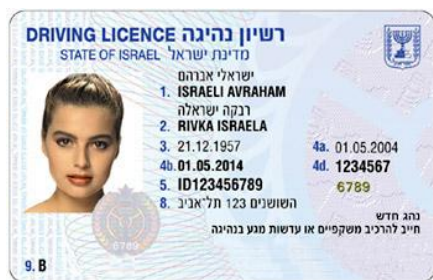 DRIVING LICENCE רשיון נהיגה
STATE OF ISRAEL מדינת ישראל
ישראלי אברהם
1. ISRAELI AVRAHAM
רבקה ישראלה
2. RIVKA ISRAELA
3. 21.12.1957 4a. 01.05.2004
4b. 01.05.2014 4d. 1234567
5. ID123456789 6789
8. השושנים 123 תל־אביב
נהג חדש
חייב להרכיב משקפיים או עדשות מגע בנהיגה
6789
9. B